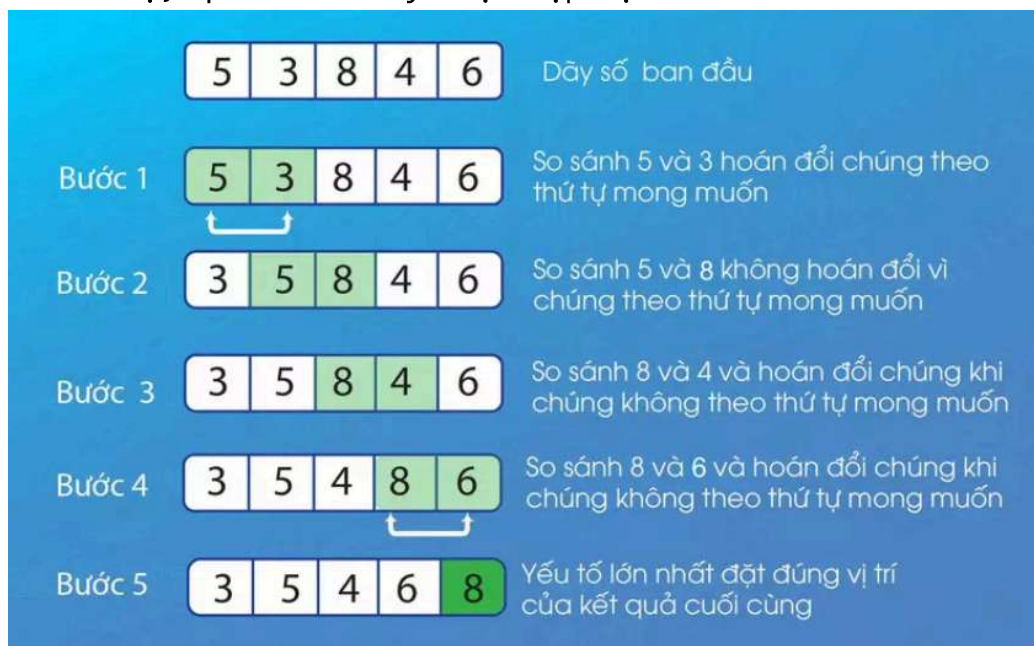 5 3 8 4 6 Dãy số ban đầu
Bước 1 5 3 8 4 6 So sánh 5 và 3 hoán đổi chúng theo
thứ tự mong muốn
Bước 2 3 5 8 4 6 So sánh 5 và 8 không hoán đổi vì
chúng theo thứ tự mong muốn
Bước 3 3 5 8 4 6 So sánh 8 và 4 và hoán đổi chúng khi
chúng không theo thứ tự mong muốn
Bước 4 3 5 4 8 6 So sánh 8 và 6 và hoán đổi chúng khi
chúng không theo thứ tự mong muốn
Bước 5 3 5 4 6 8 Yếu tố lớn nhất đặt đúng vị trí
của kết quả cuối cùng